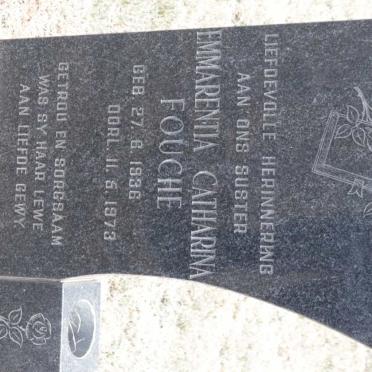 LIEFDEVOLLE HERINNERING
AAN ONS SUSTER
EMMARENTIA CATHARINA
FOUCHE
GEB. 27. 6. 1936
OORL. 11. 5. 1973
GETROU EN SORGSAAM
WAS SY HAAR LEWE
AAN LIEFDE GEWY.